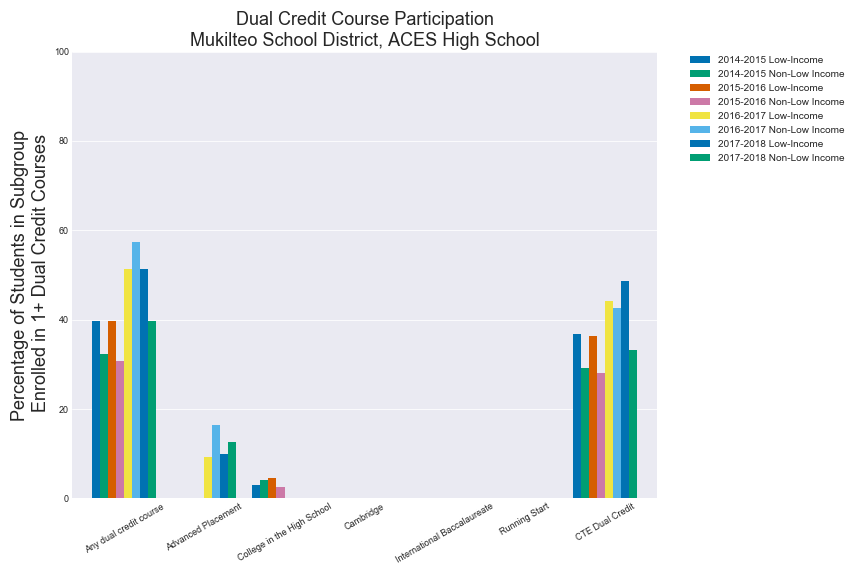 Dual Credit Course Participation
Mukilteo School District, ACES High School
Percentage of Students in Subgroup
Enrolled in 1+ Dual Credit Courses
100
80
60
40
20
0
Any dual credit course
Advanced Placement
College in the High School
Cambridge
International Baccalaureate
Running Start
CTE Dual Credit
2014-2015 Low-Income
2014-2015 Non-Low Income
2015-2016 Low-Income
2015-2016 Non-Low Income
2016-2017 Low-Income
2016-2017 Non-Low Income
2017-2018 Low-Income
2017-2018 Non-Low Income